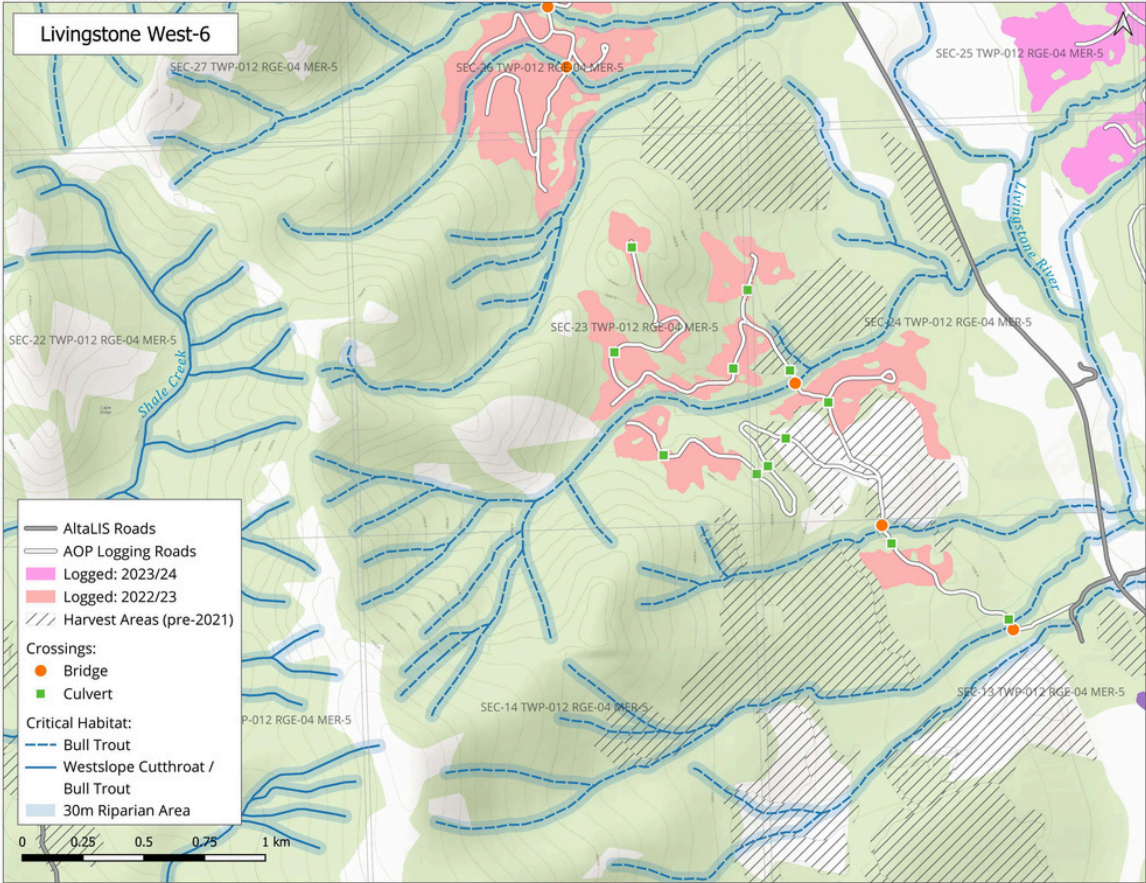 Livingstone West-6
SEC-25 TWP-012 RGE-04 MER-5
SEC-27 TWP-012 RGE-04 MER-5
SEC-26 TWP-012 RGE-04 MER-5
Livingstone River
SEC-24 TWP-012 RGE-04 MER-5
SEC-23 TWP-012 RGE-04 MER-5
SEC-22 TWP-012 RGE-04 MER-5
Shale Creek
AltaLIS Roads
AOP Logging Roads
Logged: 2023/24
Logged: 2022/23
Harvest Areas (pre-2021)
Crossings:
Bridge
Culvert
SEC-13 TWP-012 RGE-04 MER-5
SEC-14 TWP-012 RGE-04 MER-5
P-012 RGE-04 MER-5
Critical Habitat:
Bull Trout
Westslope Cutthroat /
Bull Trout
30m Riparian Area
0 0.25 0.5 0.75 1 km